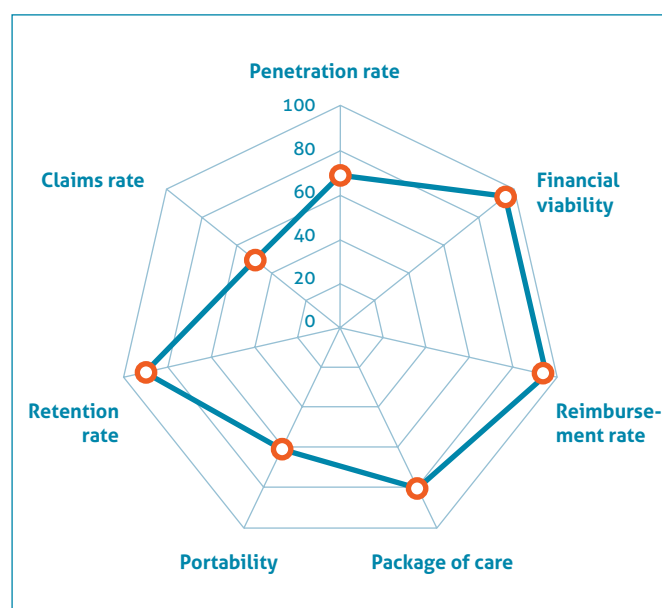 Penetration rate
100
80
60
40
20
0
Claims rate
Financial
viability
Retention
rate
Reimburse-
ment rate
Portability
Package of care